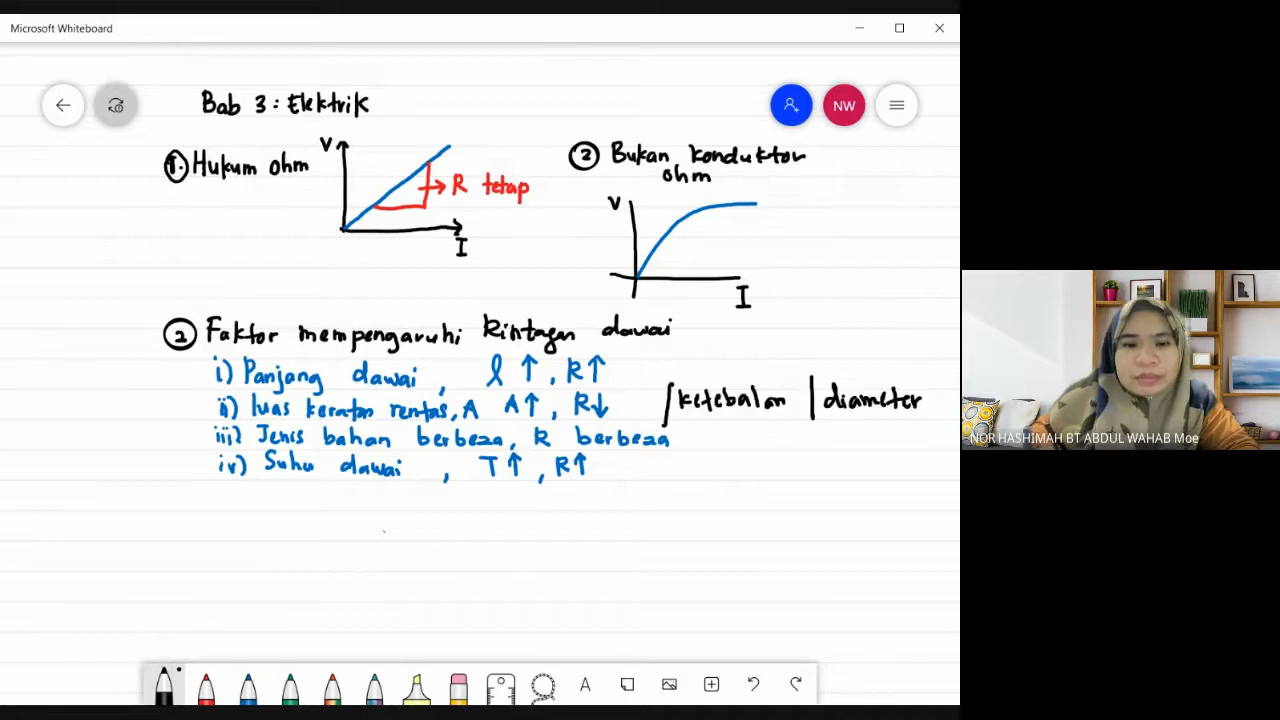 Microsoft Whiteboard
Bab 3 : Elektrik
NW
1. Hukum ohm
V
R tetap
I
2 Bukan konduktor
ohm
V
I
2 Faktor mempengaruhi rintagan dawai
i) Panjang dawai , l ↑ , R↑
ii) luas keratan rentas, A A↑ , R↓ / ketebalan | diameter
iii) Jenis bahan berbeza, R berbeza
iv) Suhu dawai , T ↑ , R↑
NOR HASHIMAH BT ABDUL WAHAB Moe
A